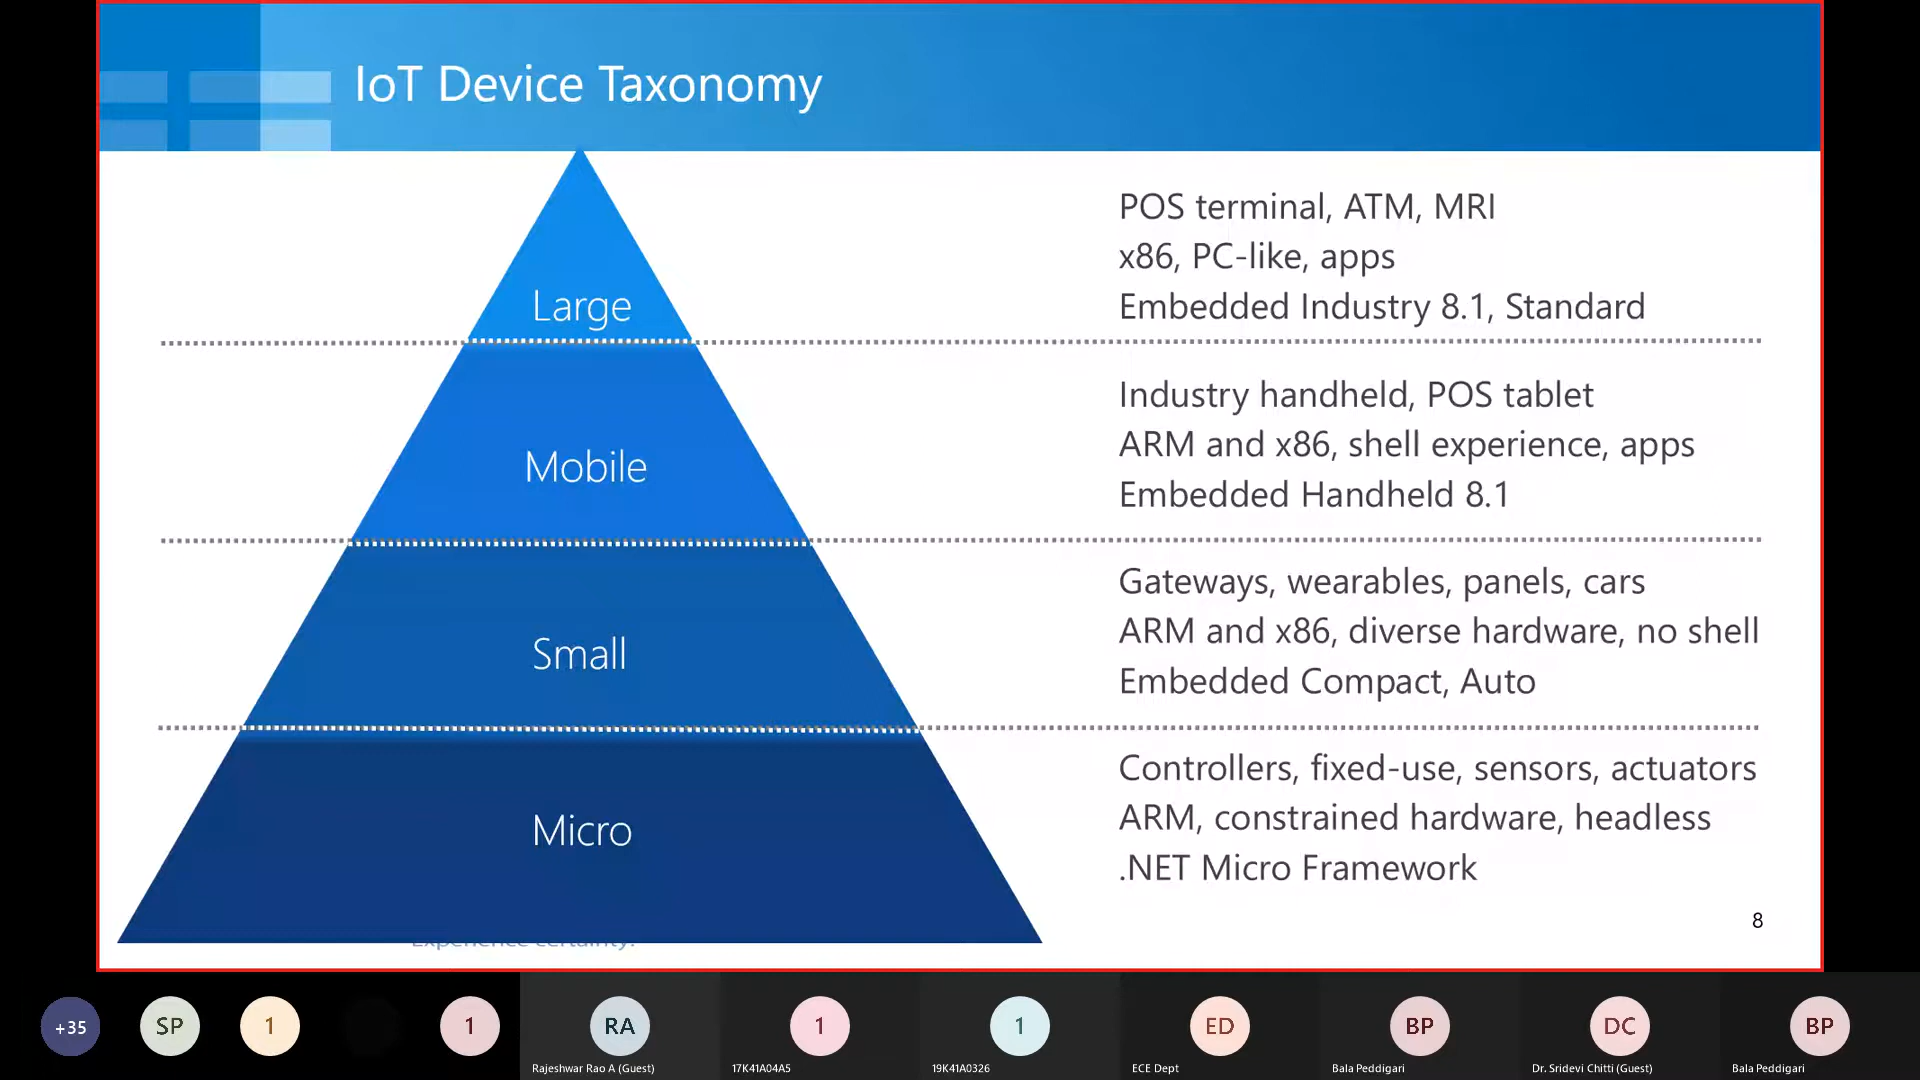 IoT Device Taxonomy
Large
POS terminal, ATM, MRI
x86, PC-like, apps
Embedded Industry 8.1, Standard
Mobile
Industry handheld, POS tablet
ARM and x86, shell experience, apps
Embedded Handheld 8.1
Small
Gateways, wearables, panels, cars
ARM and x86, diverse hardware, no shell
Embedded Compact, Auto
Micro
Controllers, fixed-use, sensors, actuators
ARM, constrained hardware, headless
.NET Micro Framework
8
Experience certainty.
+35
SP
1
1
RA
1
1
ED
BP
DC
BP
Rajeshwar Rao A (Guest)
17K41A04A5
19K41A0326
ECE Dept
Bala Peddigari
Dr. Sridevi Chitti (Guest)
Bala Peddigari